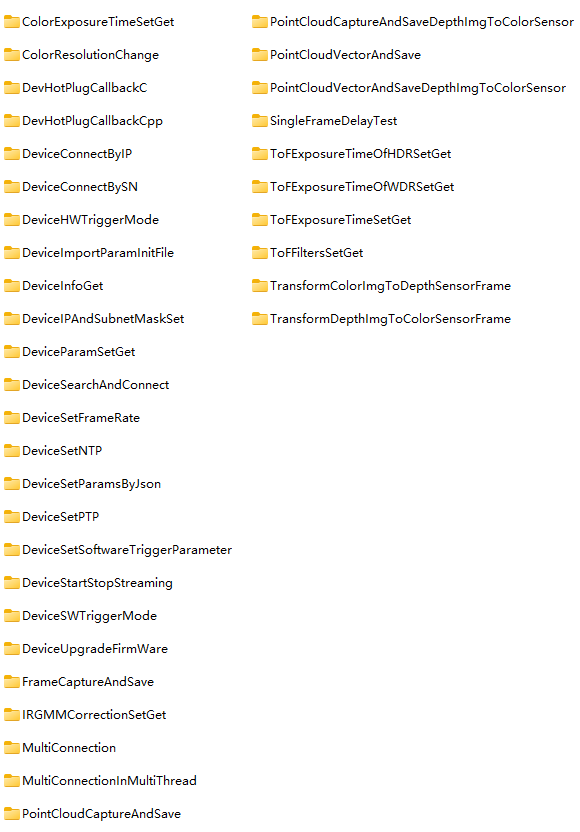 ColorExposureTimeSetGet
ColorResolutionChange
DevHotPlugCallbackC
DevHotPlugCallbackCpp
DeviceConnectByIP
DeviceConnectBySN
DeviceHWTriggerMode
DeviceImportParamInitFile
DeviceInfoGet
DeviceIPAndSubnetMaskSet
DeviceParamSetGet
DeviceSearchAndConnect
DeviceSetFrameRate
DeviceSetNTP
DeviceSetParamsByJson
DeviceSetPTP
DeviceSetSoftwareTriggerParameter
DeviceStartStopStreaming
DeviceSWTriggerMode
DeviceUpgradeFirmWare
FrameCaptureAndSave
IRGMMCorrectionSetGet
MultiConnection
MultiConnectionInMultiThread
PointCloudCaptureAndSave
PointCloudCaptureAndSaveDepthImgToColorSensor
PointCloudVectorAndSave
PointCloudVectorAndSaveDepthImgToColorSensor
SingleFrameDelayTest
ToFExposureTimeOfHDRSetGet
ToFExposureTimeOfWDRSetGet
ToFExposureTimeSetGet
ToFFiltersSetGet
TransformColorImgToDepthSensorFrame
TransformDepthImgToColorSensorFrame